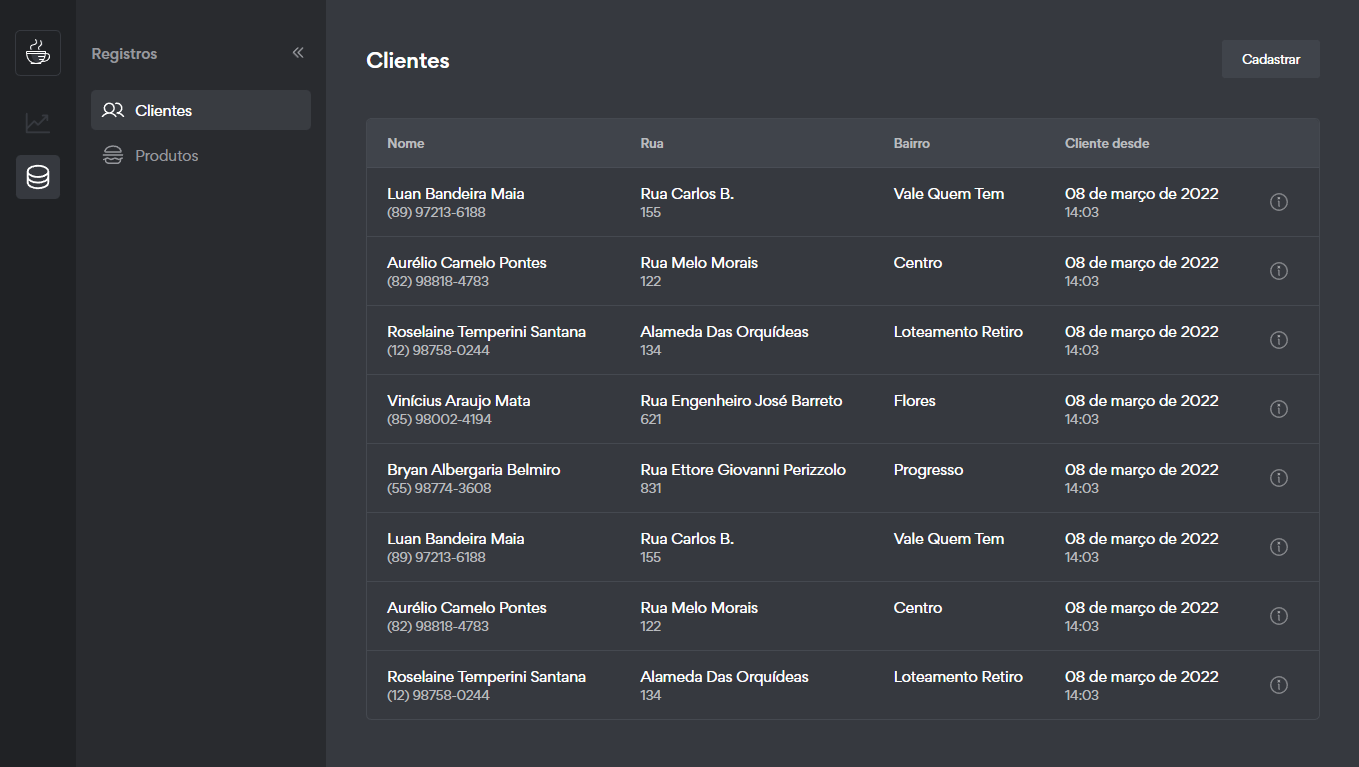 Registros
Clientes
Produtos
Clientes
Cadastrar
Nome Rua Bairro Cliente desde
Luan Bandeira Maia Rua Carlos B. Vale Quem Tem 08 de março de 2022
(89) 97213-6188 155 14:03
Aurélio Camelo Pontes Rua Melo Morais Centro 08 de março de 2022
(82) 98818-4783 122 14:03
Roselaine Temperini Santana Alameda Das Orquídeas Loteamento Retiro 08 de março de 2022
(12) 98758-0244 134 14:03
Vinícius Araujo Mata Rua Engenheiro José Barreto Flores 08 de março de 2022
(85) 98002-4194 621 14:03
Bryan Albergaria Belmiro Rua Ettore Giovanni Perizzolo Progresso 08 de março de 2022
(55) 98774-3608 831 14:03
Luan Bandeira Maia Rua Carlos B. Vale Quem Tem 08 de março de 2022
(89) 97213-6188 155 14:03
Aurélio Camelo Pontes Rua Melo Morais Centro 08 de março de 2022
(82) 98818-4783 122 14:03
Roselaine Temperini Santana Alameda Das Orquídeas Loteamento Retiro 08 de março de 2022
(12) 98758-0244 134 14:03